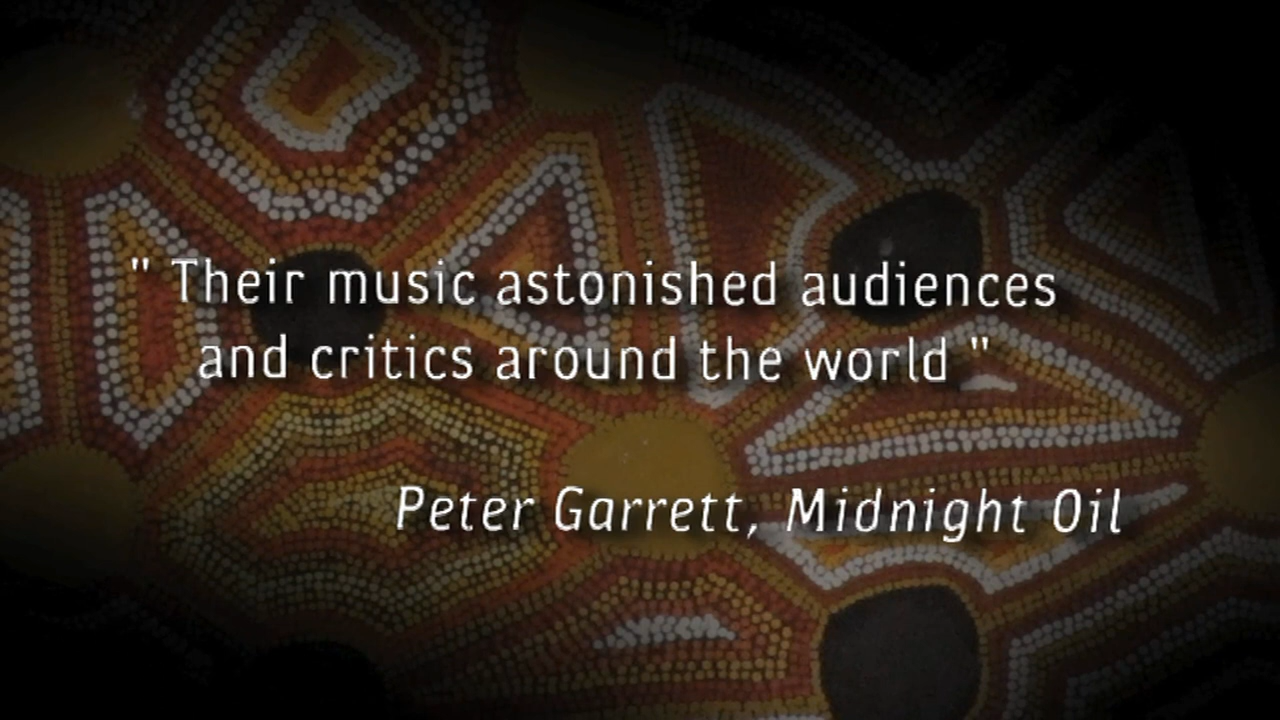 " Their music astonished audiences
and critics around the world "
Peter Garrett, Midnight Oil